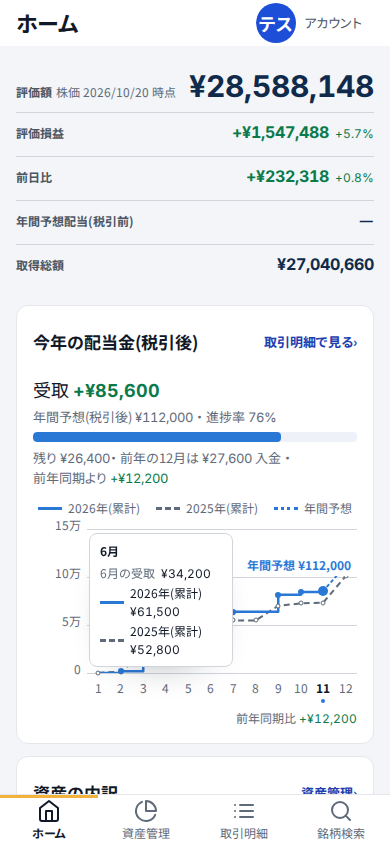 ホーム
テス アカウント
評価額 株価 2026/10/20 時点 ¥28,588,148
評価損益 +¥1,547,488 +5.7%
前日比 +¥232,318 +0.8%
年間予想配当(税引前) —
取得総額 ¥27,040,660
今年の配当金(税引後) 取引明細で見る›
受取 +¥85,600
年間予想(税引後) ¥112,000・進捗率 76%
残り ¥26,400・前年の12月は ¥27,600 入金・
前年同期より +¥12,200
2026年(累計) 2025年(累計) 年間予想
15万
10万
5万
0
年間予想 ¥112,000
6月
6月の受取 ¥34,200
2026年(累計)
¥61,500
2025年(累計)
¥52,800
1 2 3 4 5 6 7 8 9 10 11 12
前年同期比 +¥12,200
資産の内訳 資産管理›
ホーム 資産管理 取引明細 銘柄検索